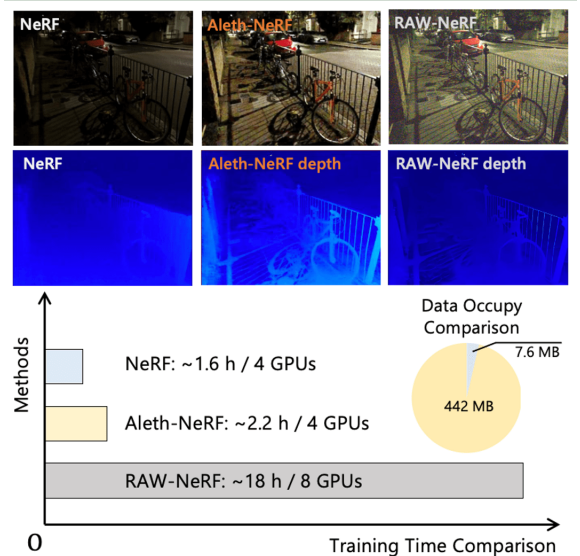 NeRF
Aleth-NeRF
RAW-NeRF
NeRF
Aleth-NeRF depth
RAW-NeRF depth
Data Occupy
Comparison
7.6 MB
442 MB
Methods
NeRF: ~1.6 h / 4 GPUs
Aleth-NeRF: ~2.2 h / 4 GPUs
RAW-NeRF: ~18 h / 8 GPUs
0
Training Time Comparison